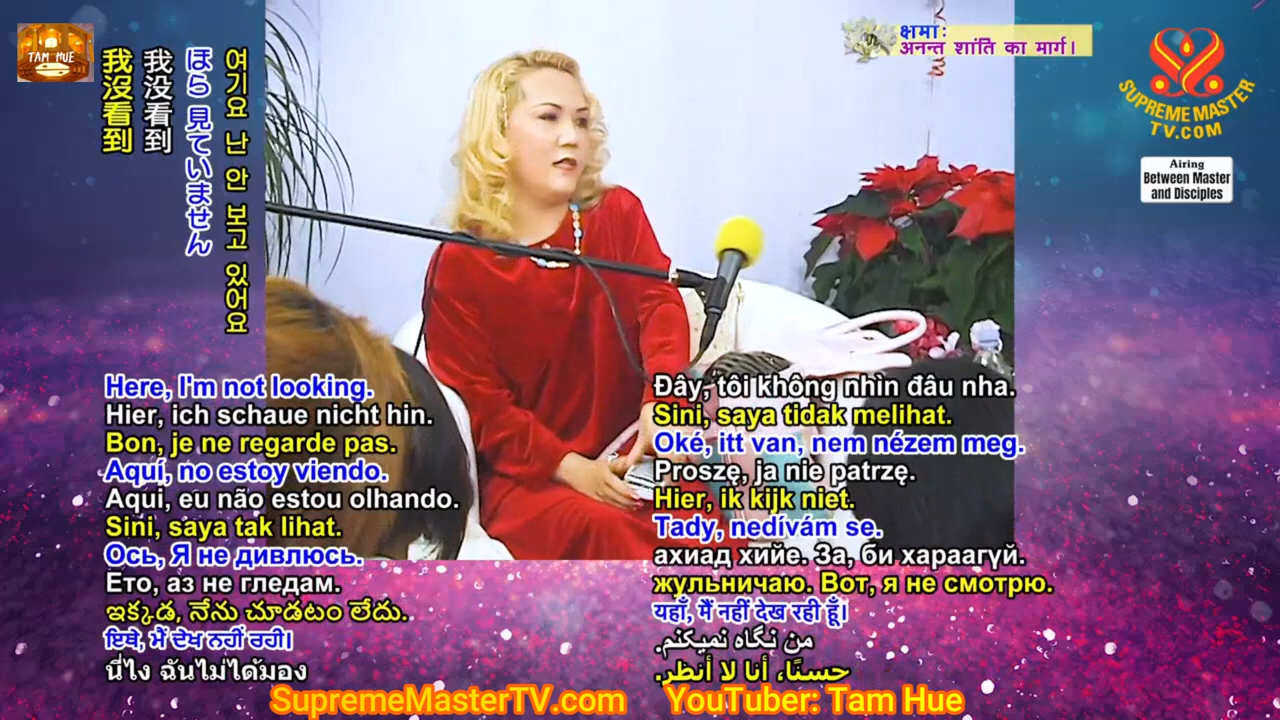 TAM HUE
我沒看到
我没看到
ほら 見ていません
여기요 난 안 보고 있어요
क्षमा:
अनन्त शांति का मार्ग।
SUPREME MASTER
TV.COM
Airing
Between Master
and Disciples
Here, I'm not looking.
Hier, ich schaue nicht hin.
Bon, je ne regarde pas.
Aquí, no estoy viendo.
Aqui, eu não estou olhando.
Sini, saya tak lihat.
Ось, Я не дивлюсь.
Ето, аз не гледам.
ఇక్కడ, నేను చూడటం లేదు.
ਇਥੇ, ਮੈਂ ਦੇਖ ਨਹੀਂ ਰਹੀ।
นี่ไง ฉันไม่ได้มอง
Đây, tôi không nhìn đâu nha.
Sini, saya tidak melihat.
Oké, itt van, nem nézem meg.
Proszę, ja nie patrzę.
Hier, ik kijk niet.
Tady, nedívám se.
ахиад хийе. За, би хараагүй.
жульничаю. Вот, я не смотрю.
यहाँ, मैं नहीं देख रही हूँ।
من نگاه نمیکنم.
حسنًا، أنا لا أنظر.
SupremeMasterTV.com
YouTuber: Tam Hue